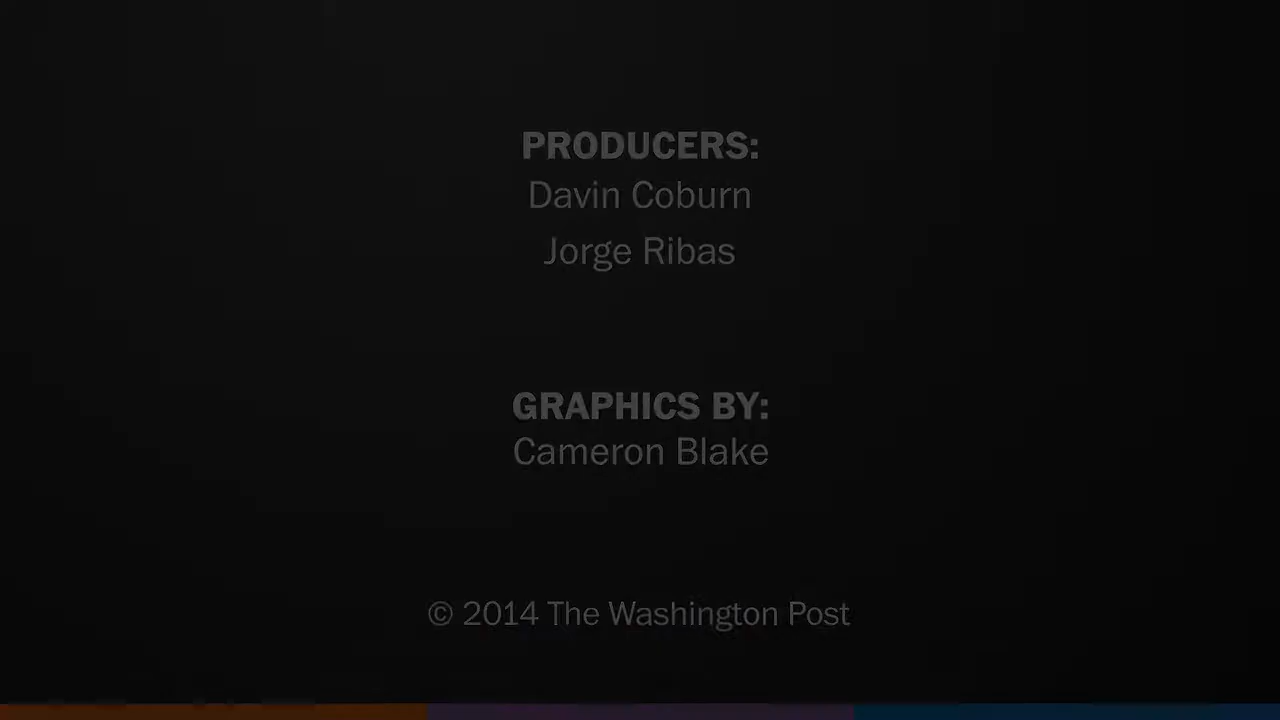 PRODUCERS:
Davin Coburn
Jorge Ribas
GRAPHICS BY:
Cameron Blake
© 2014 The Washington Post